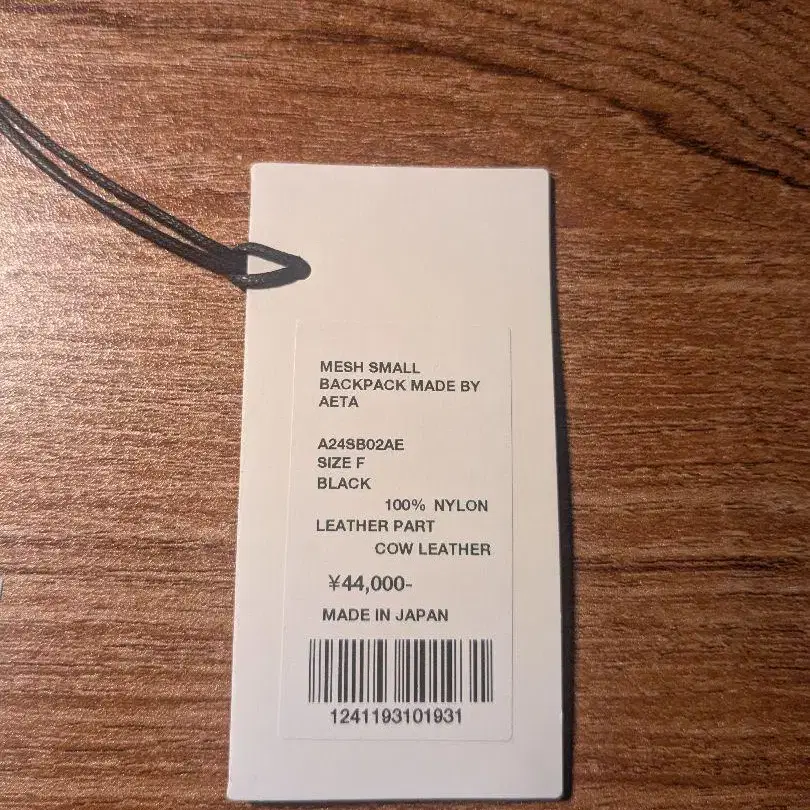 MESH SMALL
BACKPACK MADE BY
AETA
A24SB02AE
SIZE F
BLACK
100% NYLON
LEATHER PART
COW LEATHER
¥44,000-
MADE IN JAPAN
1241193101931